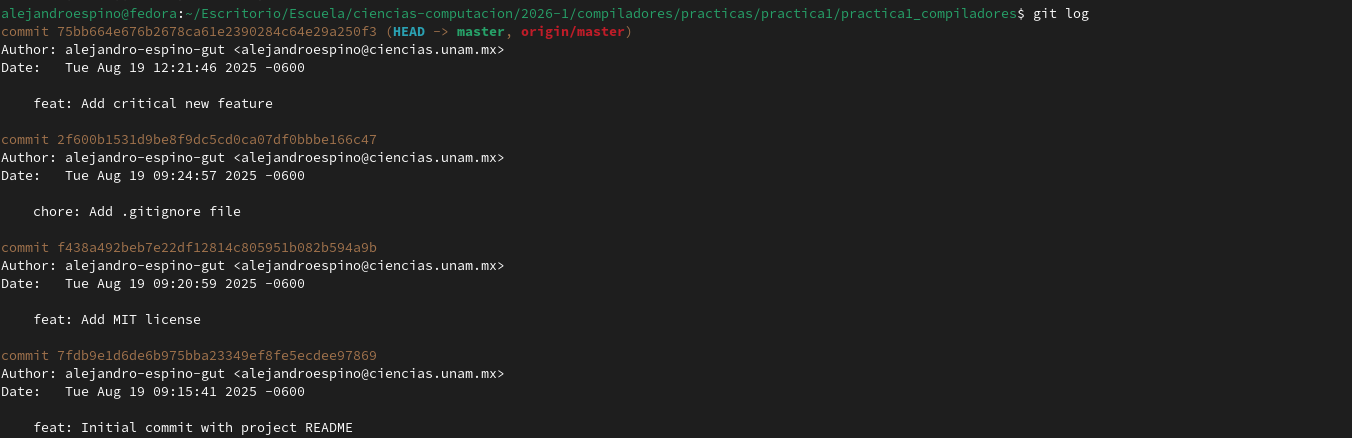 alejandroespino@fedora:~/Escritorio/Escuela/ciencias-computacion/2026-1/compiladores/practicas/practica1/practica1_compiladores$ git log
commit 75bb664e676b2678ca61e2390284c64e29a250f3 (HEAD -> master, origin/master)
Author: alejandro-espino-gut <alejandroespino@ciencias.unam.mx>
Date:   Tue Aug 19 12:21:46 2025 -0600

    feat: Add critical new feature

commit 2f600b1531d9be8f9dc5cd0ca07df0bbbe166c47
Author: alejandro-espino-gut <alejandroespino@ciencias.unam.mx>
Date:   Tue Aug 19 09:24:57 2025 -0600

    chore: Add .gitignore file

commit f438a492beb7e22df12814c805951b082b594a9b
Author: alejandro-espino-gut <alejandroespino@ciencias.unam.mx>
Date:   Tue Aug 19 09:20:59 2025 -0600

    feat: Add MIT license

commit 7fdb9e1d6de6b975bba23349ef8fe5ecdee97869
Author: alejandro-espino-gut <alejandroespino@ciencias.unam.mx>
Date:   Tue Aug 19 09:15:41 2025 -0600

    feat: Initial commit with project README